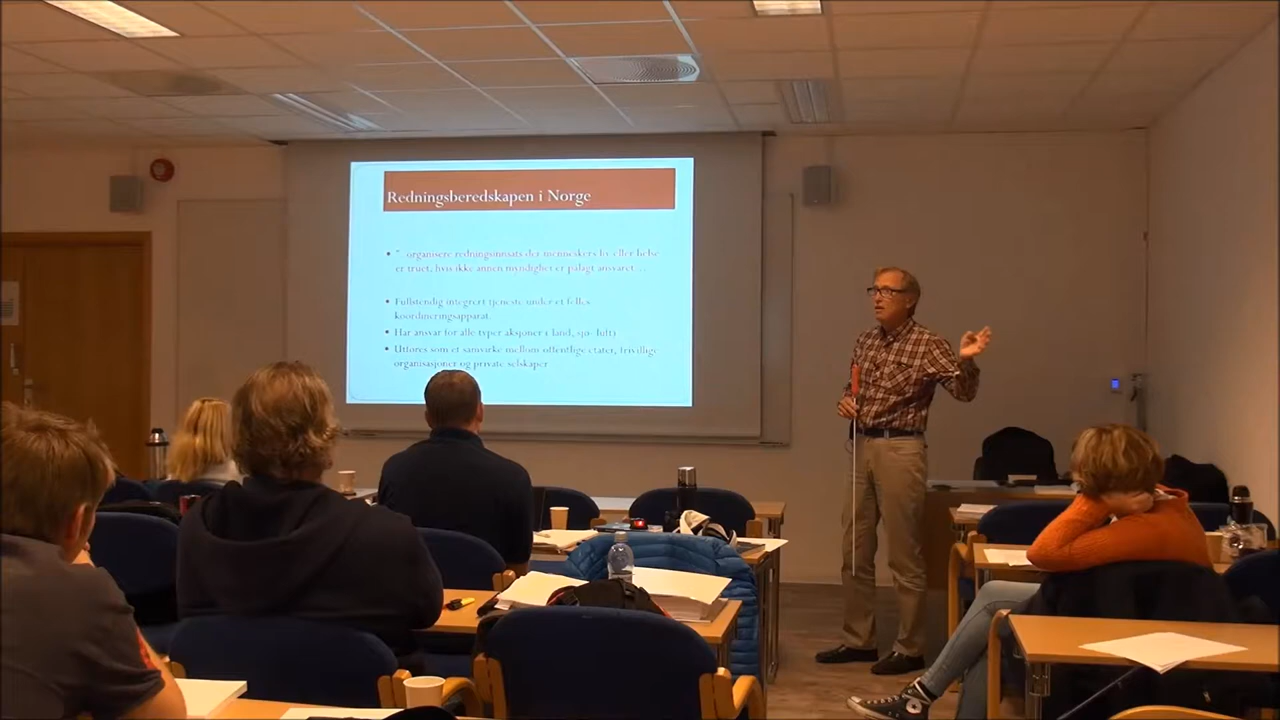 Redningsberedskapen i Norge
• "..organisere redningsinnsats der menneskers liv eller helse
er truet, hvis ikke annen myndighet er pålagt ansvaret…
• Fullstendig integrert tjeneste under et felles
koordineringsapparat.
• Har ansvar for alle typer aksjoner ( land, sjø- luft)
• Utføres som et samvirke mellom offentlige etater, frivillige
organisasjoner og private selskaper